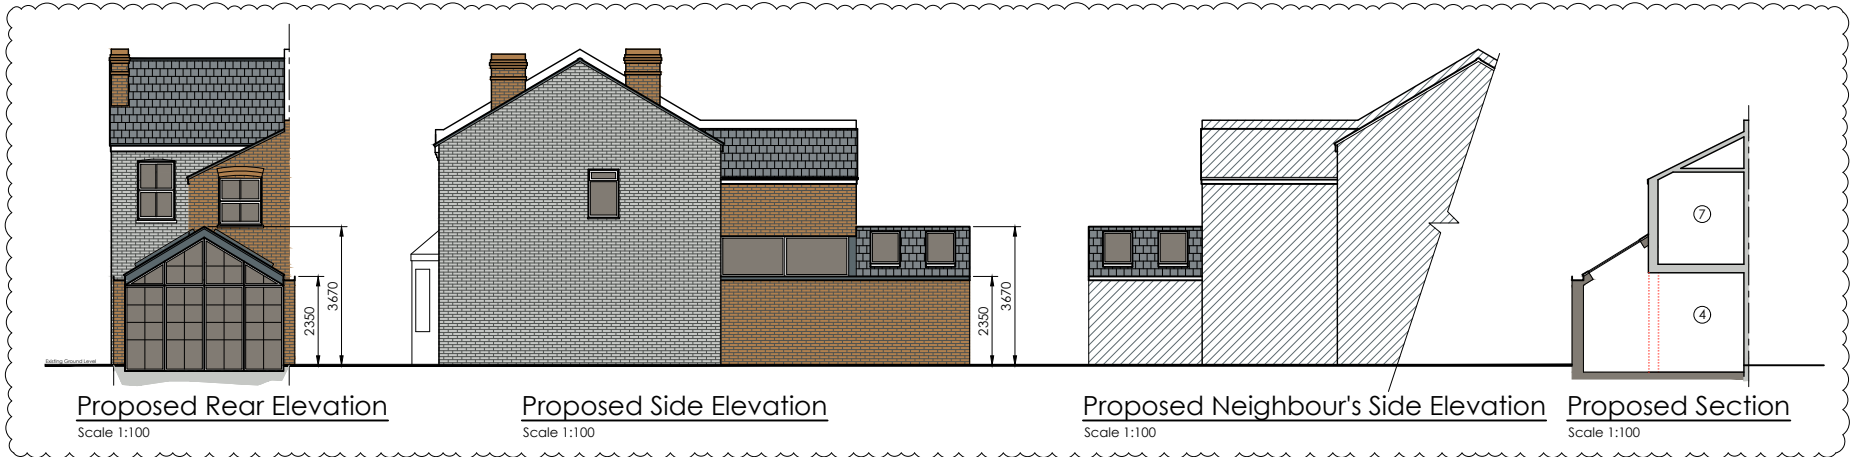 2350
3670
2350
3670
7
4
Existing Ground Level
Proposed Rear Elevation
Scale 1:100
Proposed Side Elevation
Scale 1:100
Proposed Neighbour's Side Elevation
Scale 1:100
Proposed Section
Scale 1:100